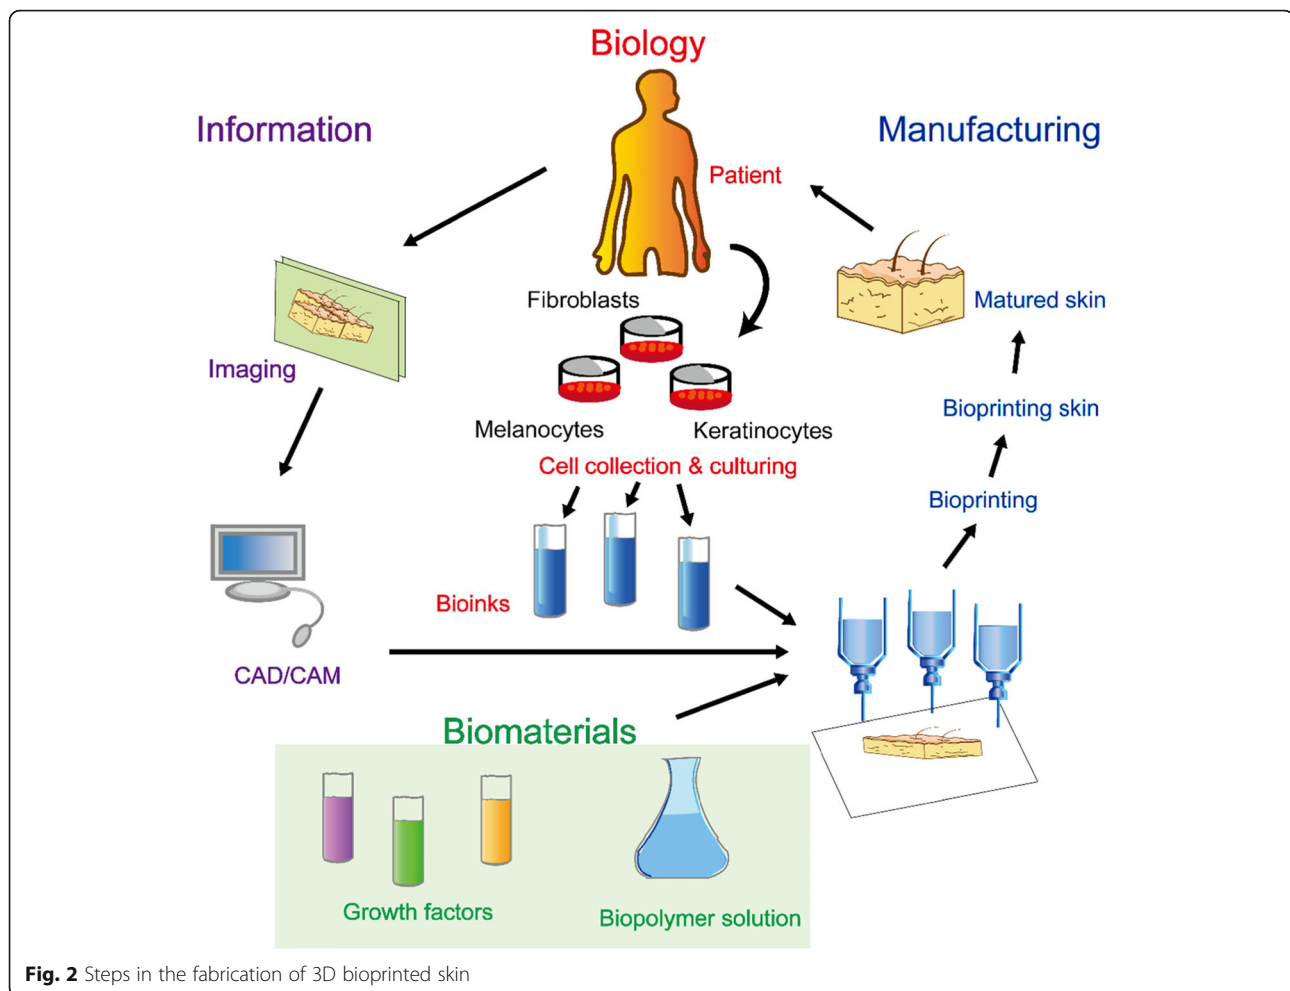 Biology
Information
Manufacturing
Patient
Fibroblasts
Matured skin
Imaging
Bioprinting skin
Melanocytes
Keratinocytes
Cell collection & culturing
Bioprinting
Bioinks
CAD/CAM
Biomaterials
Growth factors
Biopolymer solution
Fig. 2 Steps in the fabrication of 3D bioprinted skin